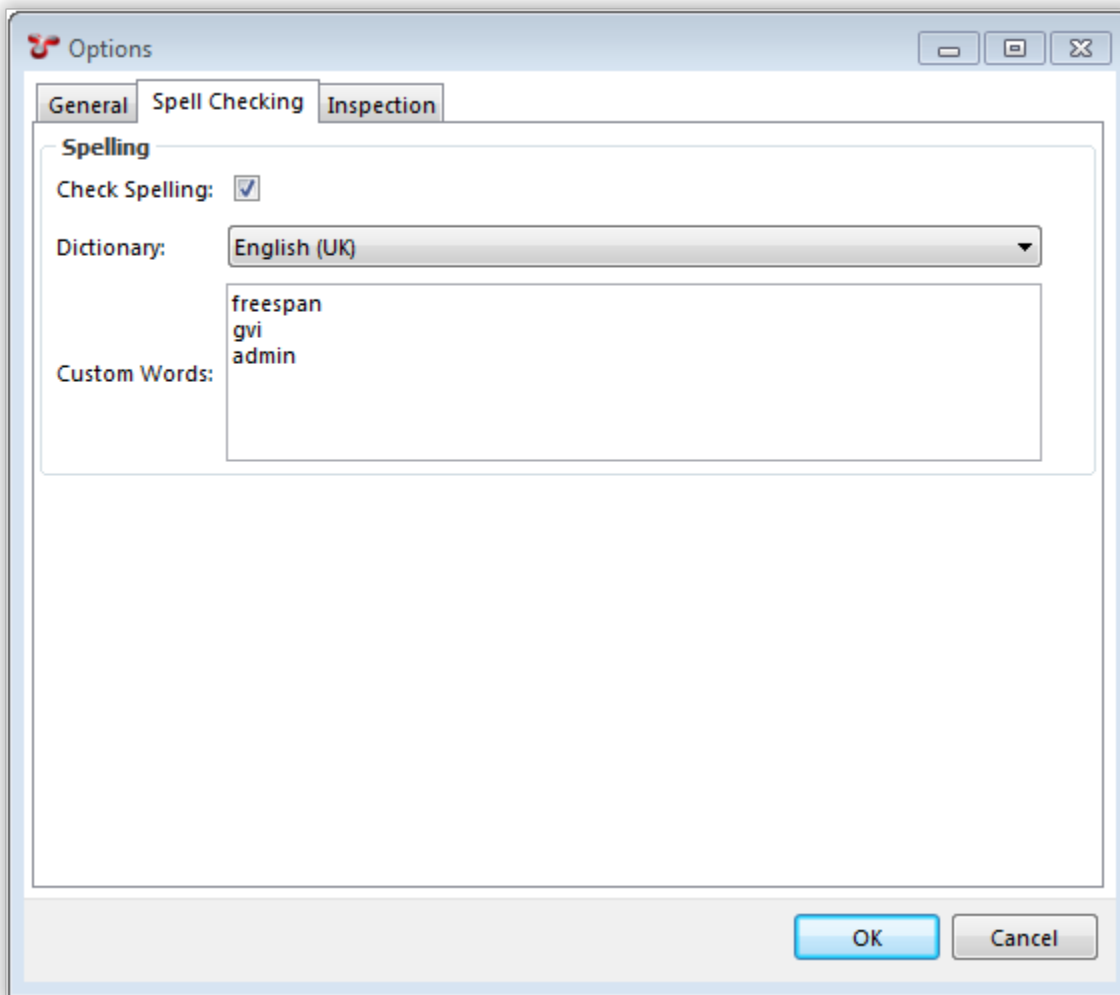 Options
General Spell Checking Inspection
Spelling
Check Spelling:
Dictionary: English (UK)
freespan
gvi
admin
Custom Words:
OK Cancel